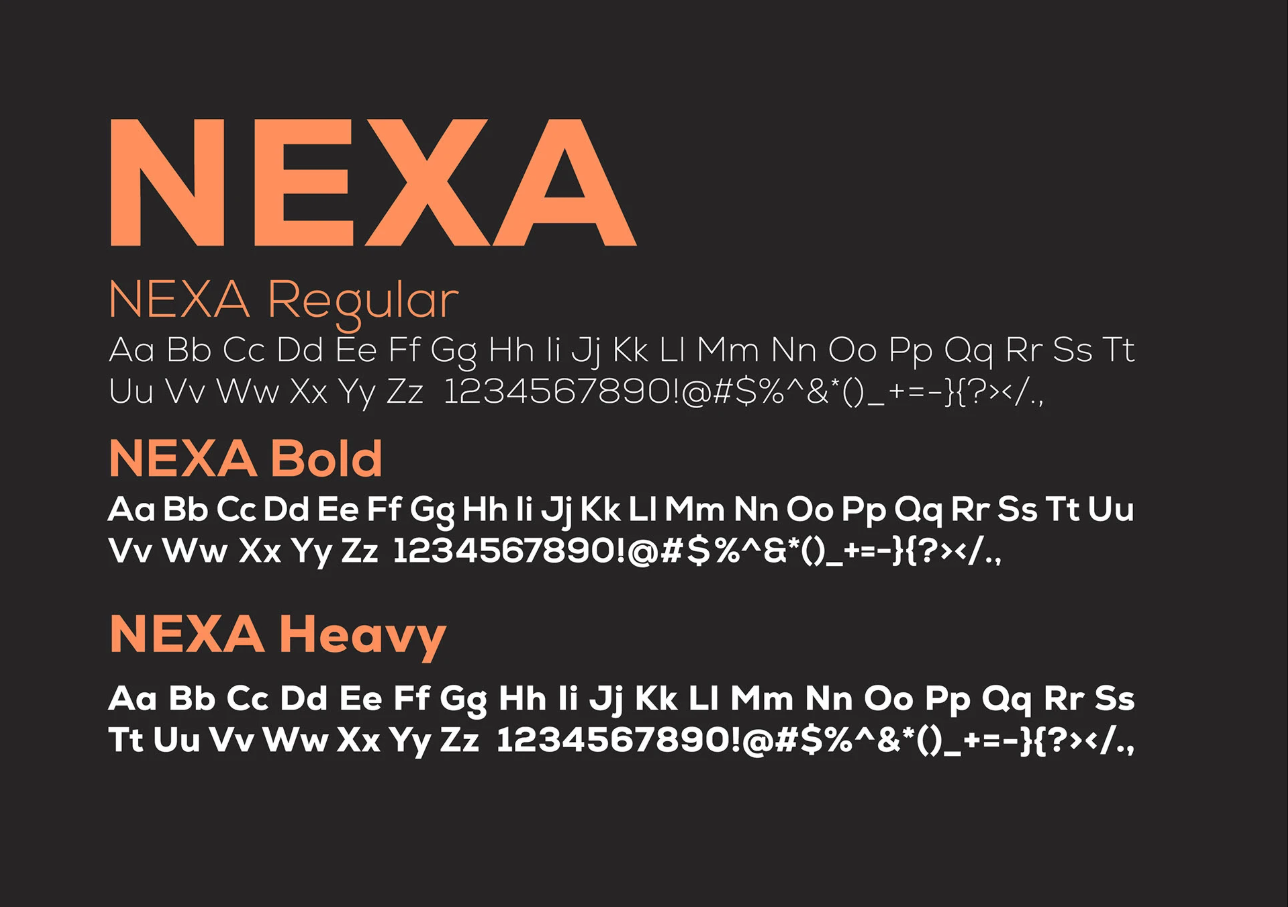 NEXA
NEXA Regular
Aa Bb Cc Dd Ee Ff Gg Hh Ii Jj Kk Ll Mm Nn Oo Pp Qq Rr Ss Tt
Uu Vv Ww Xx Yy Zz 1234567890!@#$%^&*()_+=-}{?><​/.,
NEXA Bold
Aa Bb Cc Dd Ee Ff Gg Hh Ii Jj Kk Ll Mm Nn Oo Pp Qq Rr Ss Tt Uu
Vv Ww Xx Yy Zz 1234567890!@#$%^&*()_+=-}{?><​/.,
NEXA Heavy
Aa Bb Cc Dd Ee Ff Gg Hh Ii Jj Kk Ll Mm Nn Oo Pp Qq Rr Ss
Tt Uu Vv Ww Xx Yy Zz 1234567890!@#$%^&*()_+=-}{?><​/.,